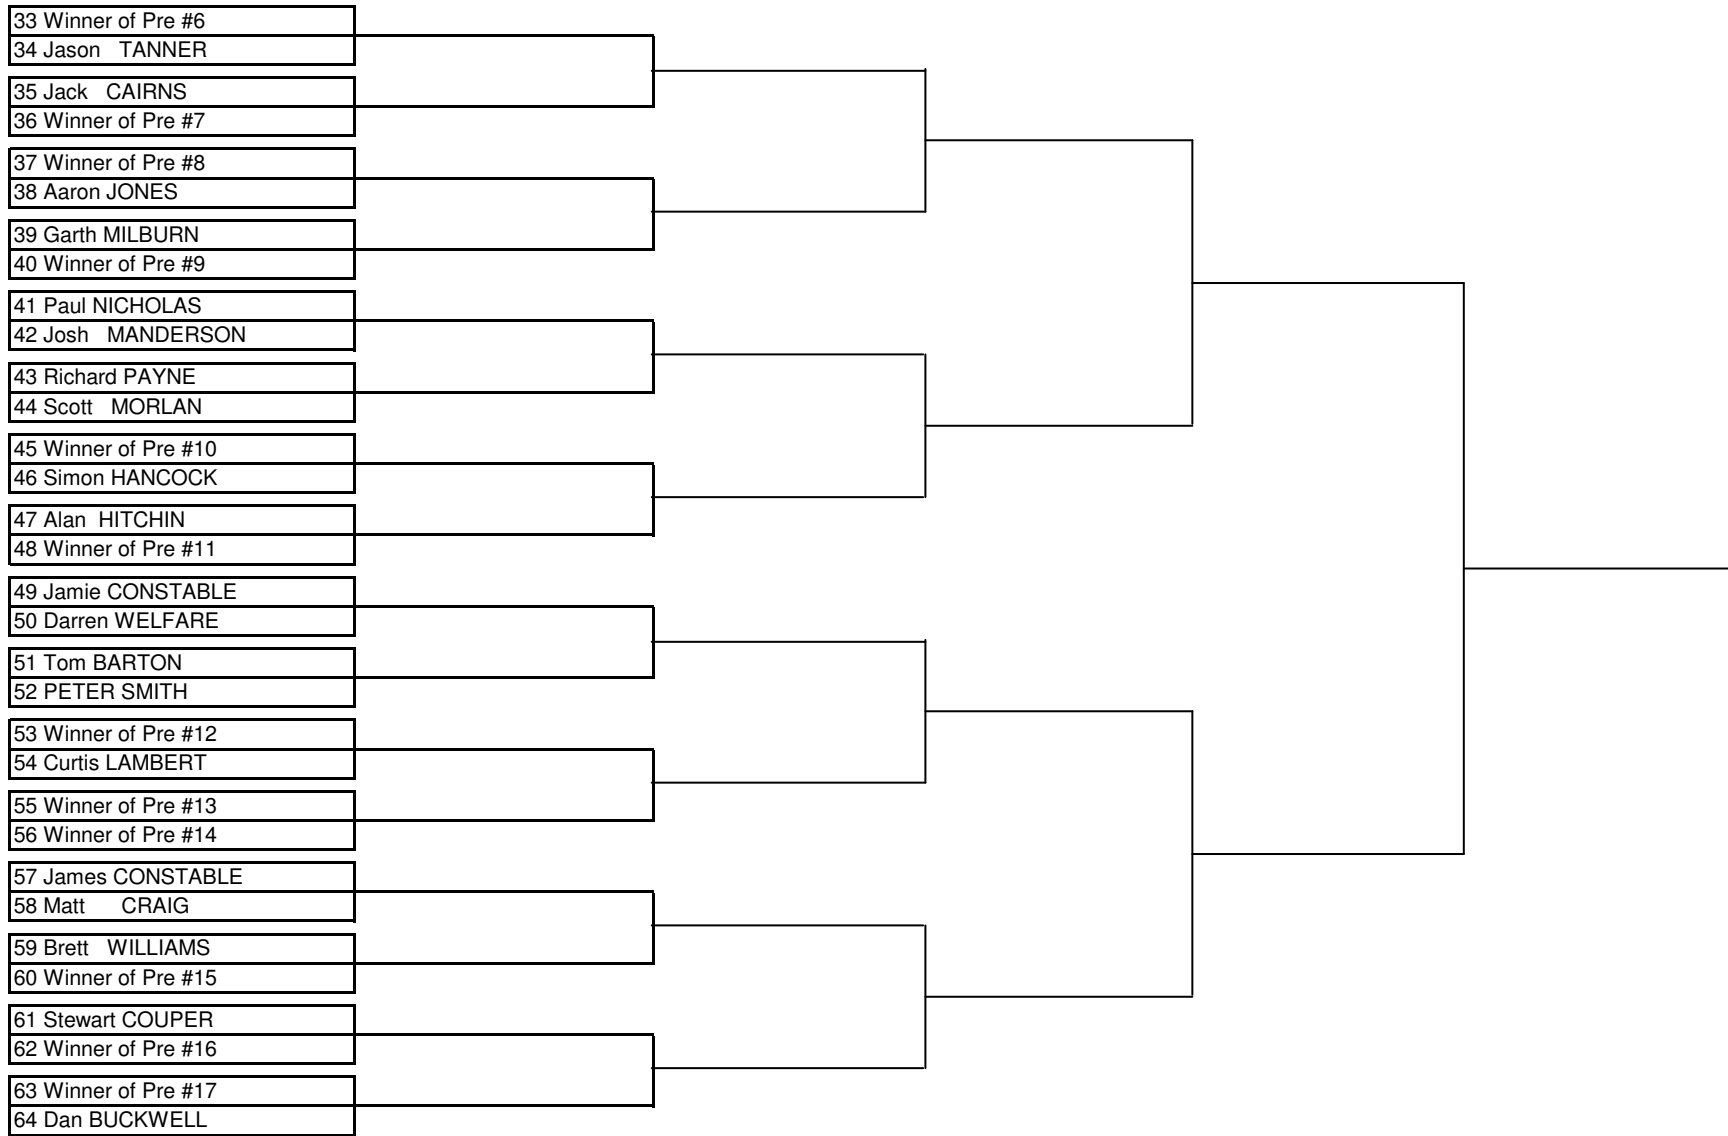 33 Winner of Pre #6
34 Jason TANNER
35 Jack CAIRNS
36 Winner of Pre #7
37 Winner of Pre #8
38 Aaron JONES
39 Garth MILBURN
40 Winner of Pre #9
41 Paul NICHOLAS
42 Josh MANDERSON
43 Richard PAYNE
44 Scott MORLAN
45 Winner of Pre #10
46 Simon HANCOCK
47 Alan HITCHIN
48 Winner of Pre #11
49 Jamie CONSTABLE
50 Darren WELFARE
51 Tom BARTON
52 PETER SMITH
53 Winner of Pre #12
54 Curtis LAMBERT
55 Winner of Pre #13
56 Winner of Pre #14
57 James CONSTABLE
58 Matt CRAIG
59 Brett WILLIAMS
60 Winner of Pre #15
61 Stewart COUPER
62 Winner of Pre #16
63 Winner of Pre #17
64 Dan BUCKWELL